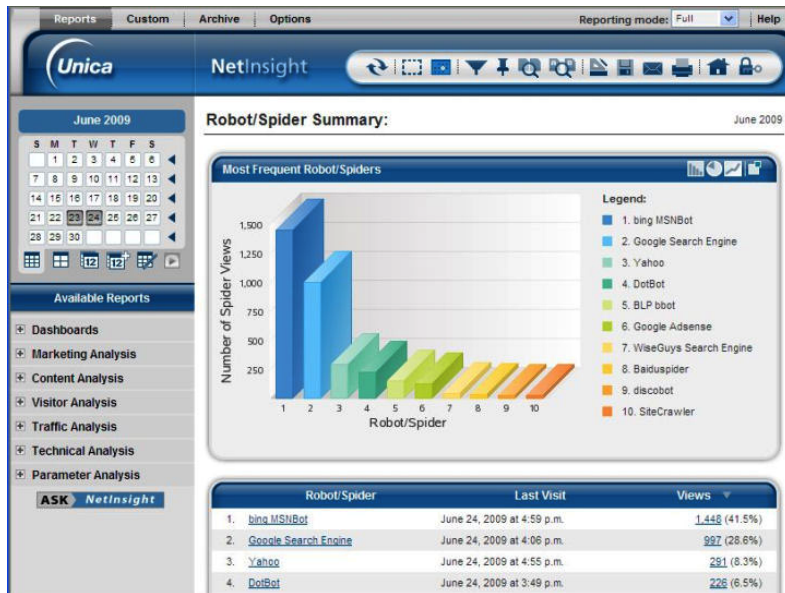 Reports Custom Archive Options Reporting mode: Full Help
Unica NetInsight
June 2009
S M T W T F S
1 2 3 4 5 6
7 8 9 10 11 12 13
14 15 16 17 18 19 20
21 22 23 24 25 26 27
28 29 30
12 12
Available Reports
Dashboards
Marketing Analysis
Content Analysis
Visitor Analysis
Traffic Analysis
Technical Analysis
Parameter Analysis
ASK NetInsight
Robot/Spider Summary: June 2009
Most Frequent Robot/Spiders
Number of Spider Views
1,500
1,250
1,000
750
500
250
1 2 3 4 5 6 7 8 9 10
Robot/Spider
Legend:
1. bing MSNBot
2. Google Search Engine
3. Yahoo
4. DotBot
5. BLP bbot
6. Google Adsense
7. WiseGuys Search Engine
8. Baiduspider
9. discobot
10. SiteCrawler
Robot/Spider Last Visit Views
1. bing MSNBot June 24, 2009 at 4:59 p.m. 1,448 (41.5%)
2. Google Search Engine June 24, 2009 at 4:06 p.m. 997 (28.6%)
3. Yahoo June 24, 2009 at 4:55 p.m. 291 (8.3%)
4. DotBot June 24, 2009 at 3:49 p.m. 226 (6.5%)